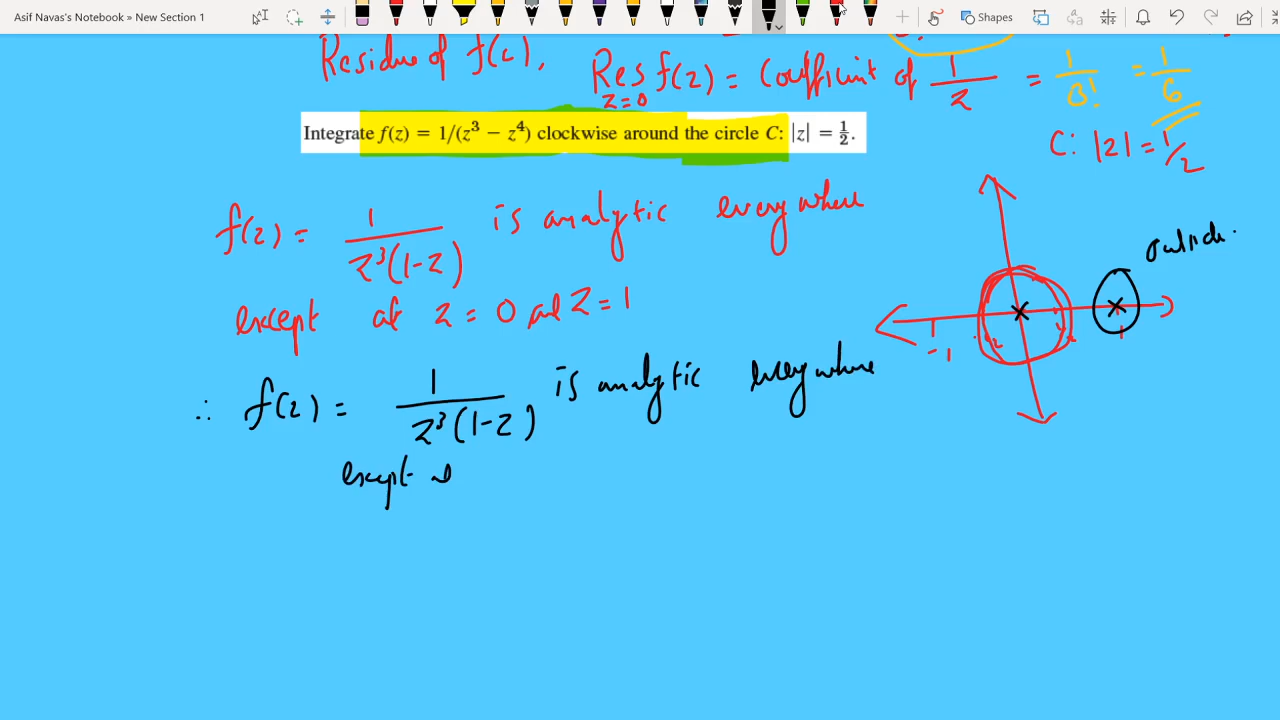 Asif Navas's Notebook » New Section 1
Shapes
Residue of f(z), Res f(z) = Coefficient of 1/z = 1/3! = 1/6
z=0
Integrate f(z) = 1/(z³ − z⁴) clockwise around the circle C: |z| = ½.
C: |z| = 1/2
f(z) = 1/z³(1-z) is analytic everywhere
except at z = 0 and z = 1
outside.
-1 1
∴ f(z) = 1/z³(1-z) is analytic everywhere
except